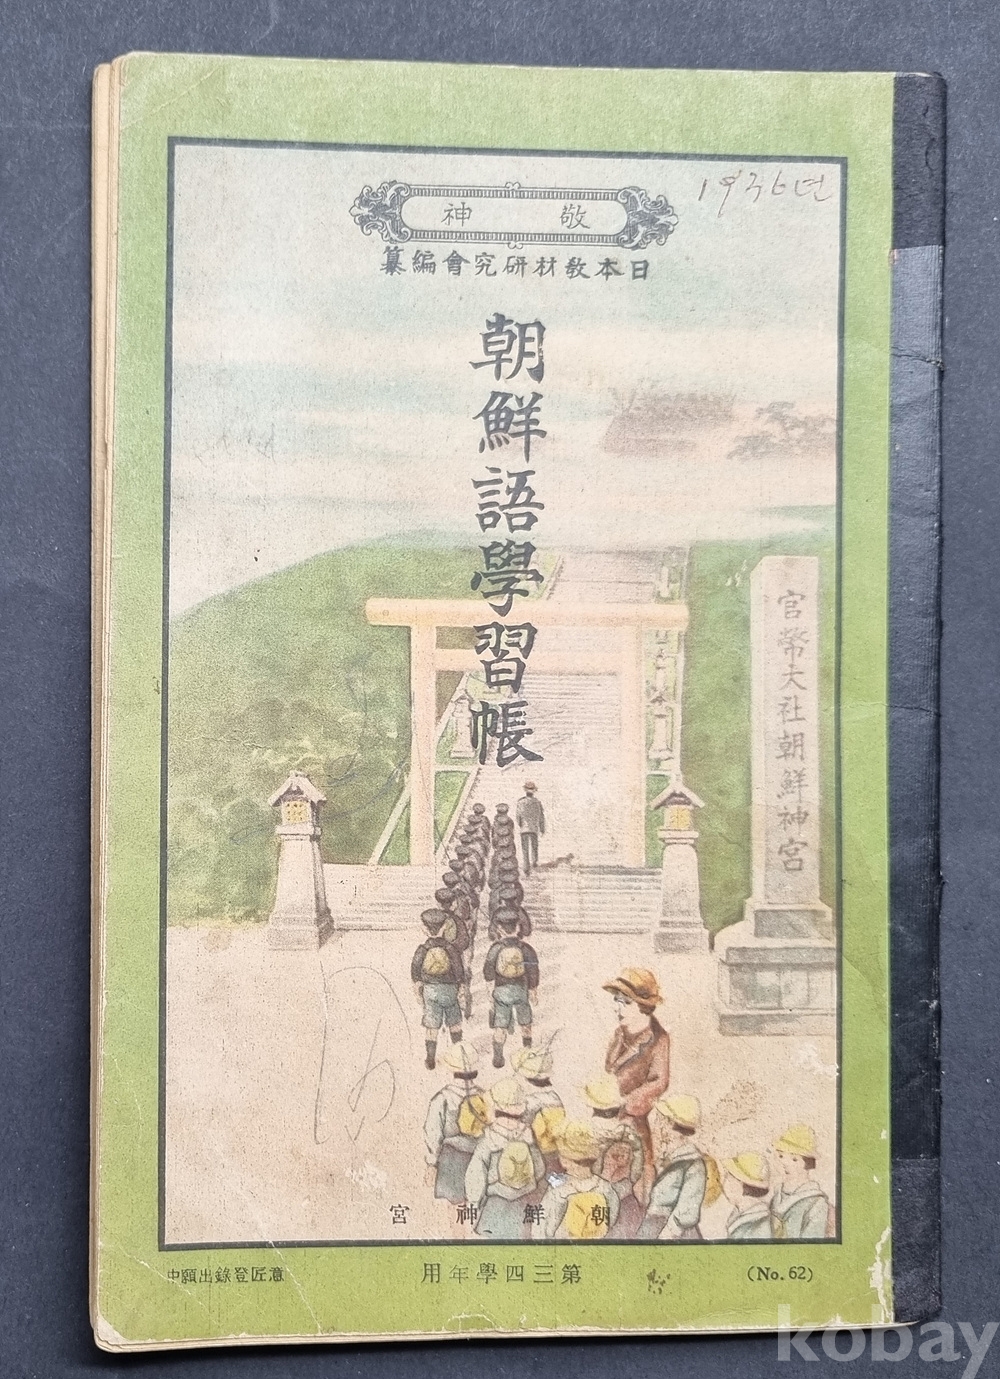 1936년
敬神
日本敎材研究會編纂
朝鮮語學習帳
官幣大社朝鮮神宮
朝鮮神宮
(No. 62)
第三四學年用
意匠登錄出願中
kobay